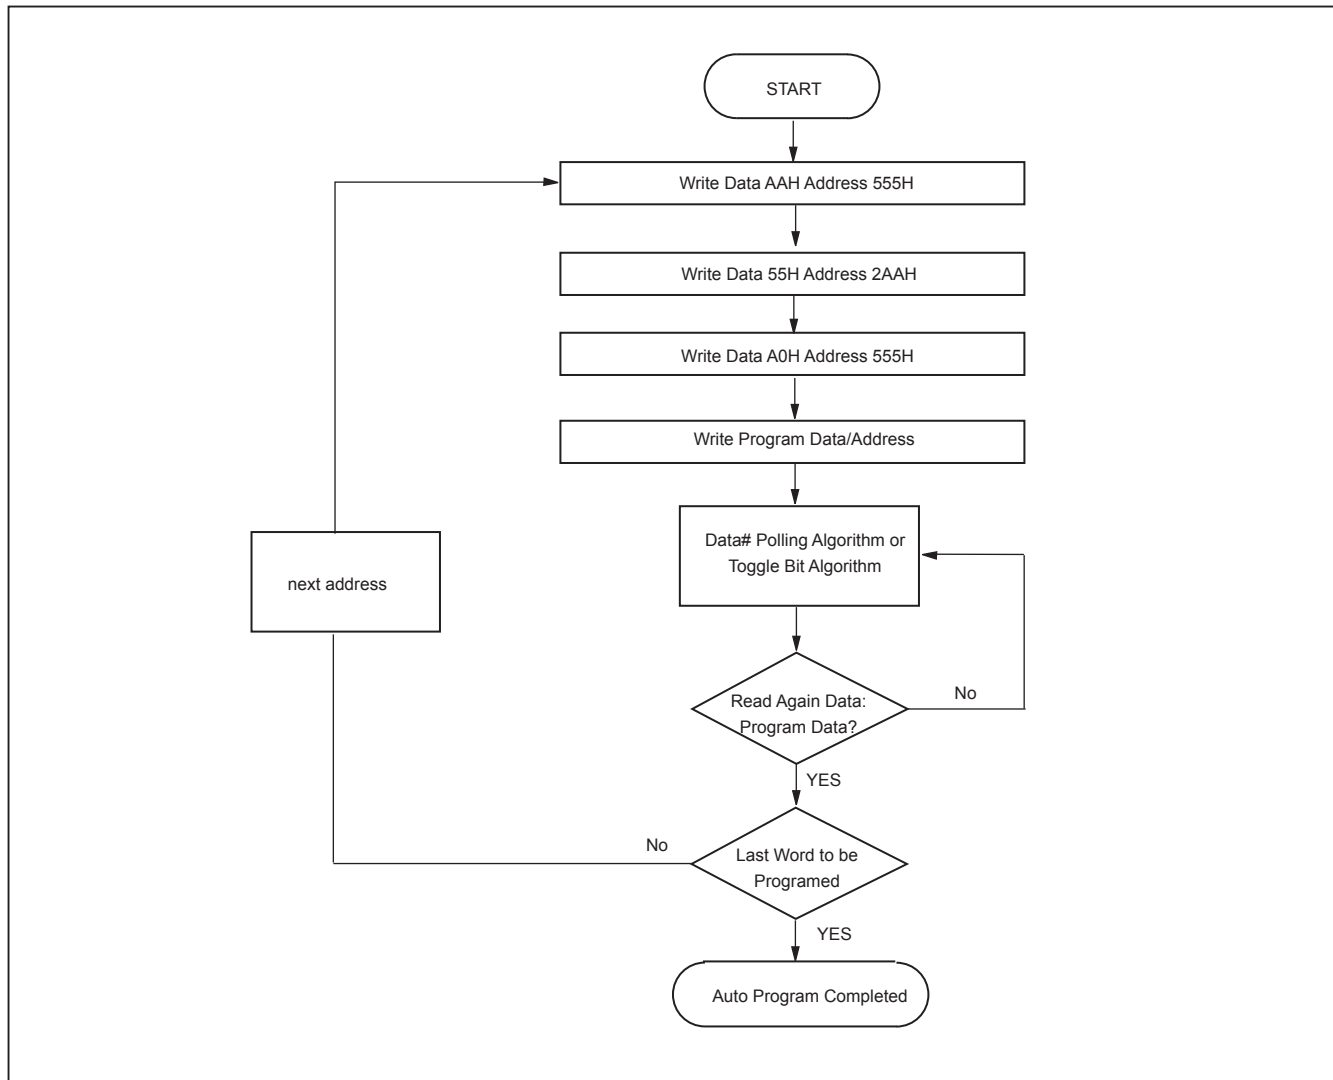 START
Write Data AAH Address 555H
Write Data 55H Address 2AAH
Write Data A0H Address 555H
Write Program Data/Address
Data# Polling Algorithm or
Toggle Bit Algorithm
next address
Read Again Data:
Program Data?
No
YES
No
Last Word to be
Programed
YES
Auto Program Completed